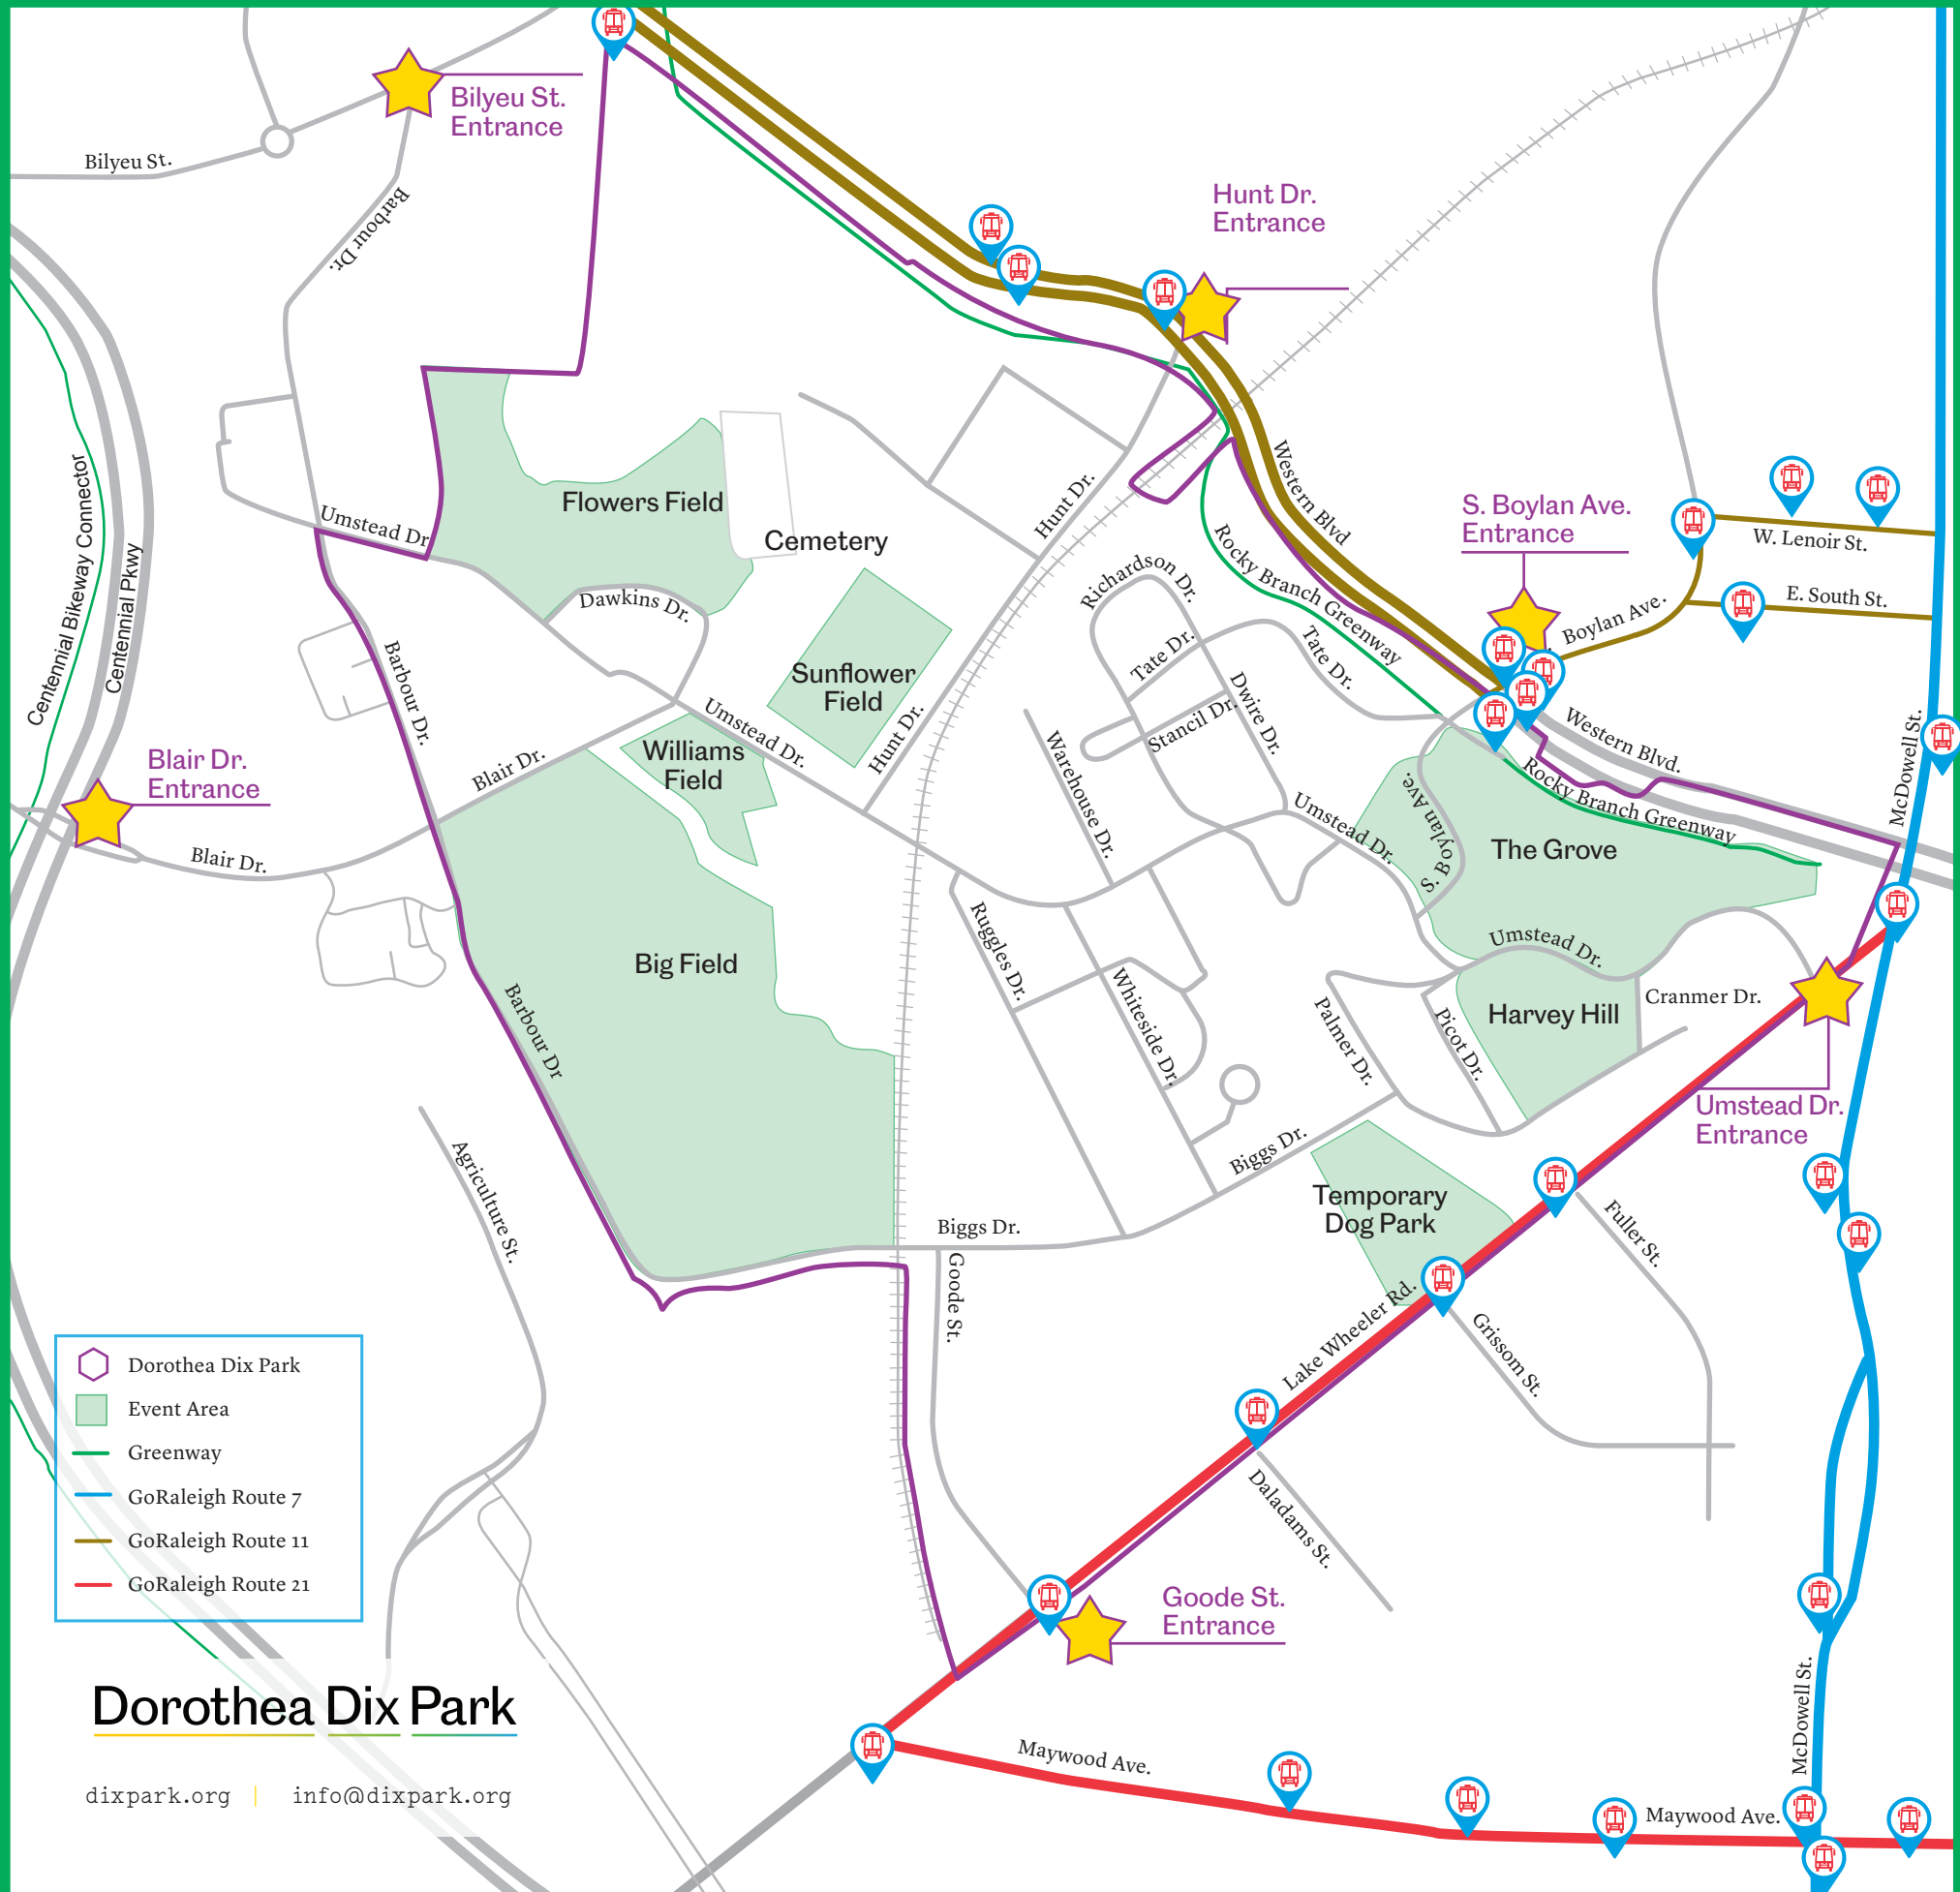 Bilyeu St.
Entrance
Bilyeu St.
Barbour Dr.
Hunt Dr.
Entrance
Centennial Bikeway Connector
Centennial Pkwy
Umstead Dr
Flowers Field
Cemetery
Hunt Dr.
Western Blvd
S. Boylan Ave.
Entrance
W. Lenoir St.
E. South St.
Boylan Ave.
Rocky Branch Greenway
Richardson Dr.
Tate Dr.
Tate Dr.
Dawkins Dr.
Sunflower
Field
Barbour Dr.
Umstead Dr.
Hunt Dr.
Stancil Dr.
Dwire Dr.
Warehouse Dr.
Williams
Field
Blair Dr.
Blair Dr.
Entrance
Blair Dr.
Western Blvd.
Rocky Branch Greenway
McDowell St.
Umstead Dr.
S. Boylan Ave.
The Grove
Big Field
Ruggles Dr.
Whiteside Dr.
Umstead Dr.
Cranmer Dr.
Harvey Hill
Palmer Dr.
Picot Dr.
Barbour Dr
Umstead Dr.
Entrance
Agriculture St.
Biggs Dr.
Biggs Dr.
Temporary
Dog Park
Goode St.
Fuller St.
Lake Wheeler Rd.
Grissom St.
Daladams St.
Goode St.
Entrance
Dorothea Dix Park
Event Area
Greenway
GoRaleigh Route 7
GoRaleigh Route 11
GoRaleigh Route 21
Dorothea Dix Park
dixpark.org | info@dixpark.org
Maywood Ave.
McDowell St.
Maywood Ave.